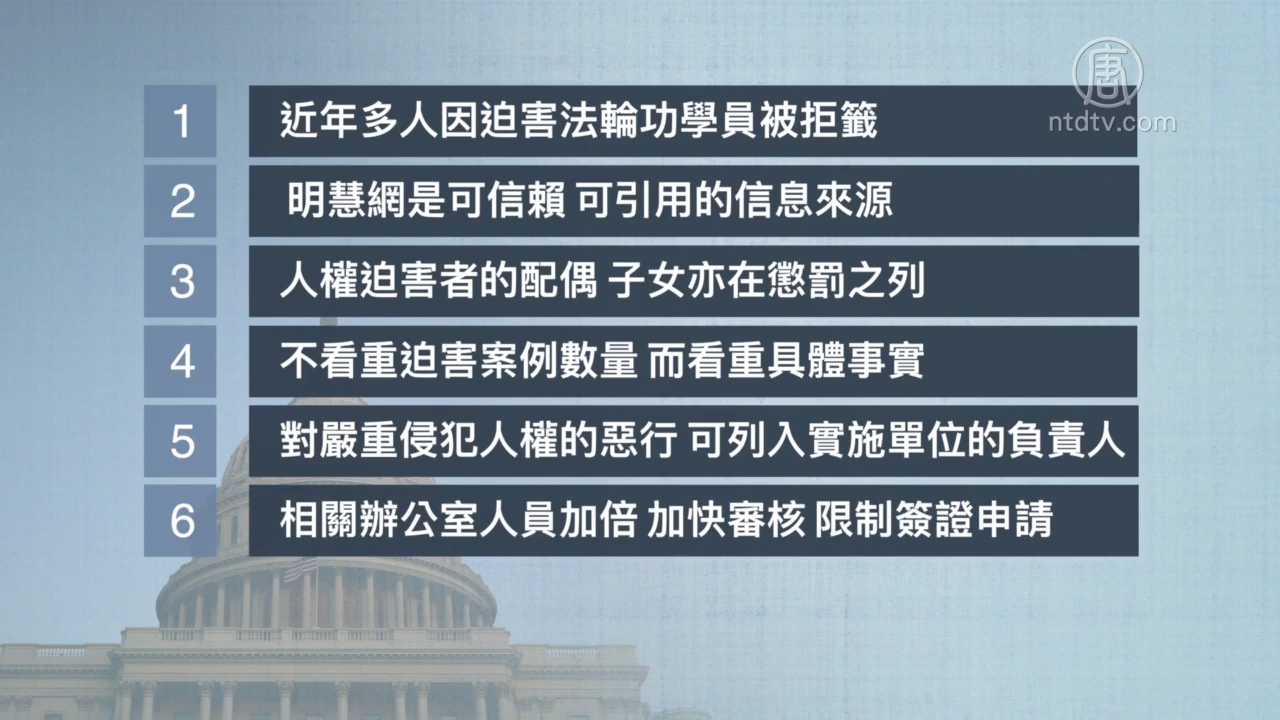 唐
ntdtv.com
1 近年多人因迫害法輪功學員被拒籤
2 明慧網是可信賴 可引用的信息來源
3 人權迫害者的配偶 子女亦在懲罰之列
4 不看重迫害案例數量 而看重具體事實
5 對嚴重侵犯人權的惡行 可列入實施單位的負責人
6 相關辦公室人員加倍 加快審核 限制簽證申請